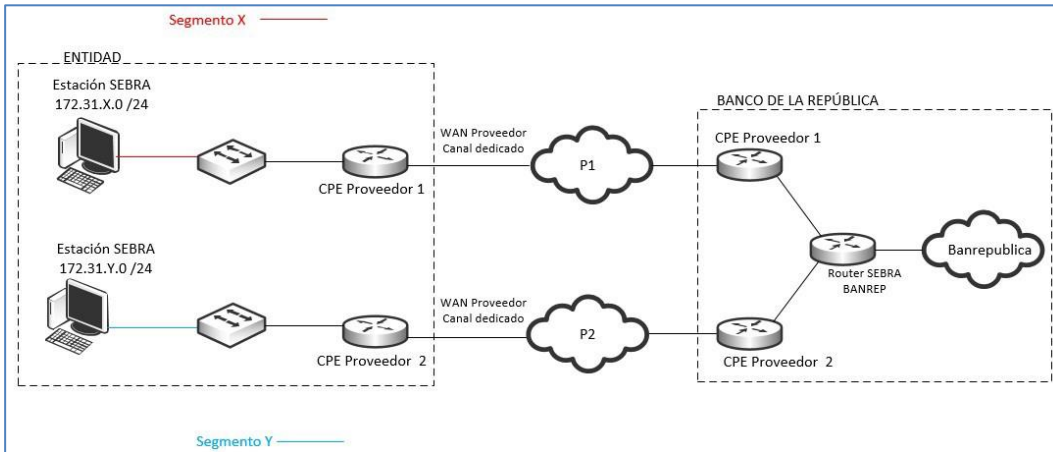 Segmento X
ENTIDAD
Estación SEBRA
172.31.X.0 /24
CPE Proveedor 1
WAN Proveedor
Canal dedicado
P1
BANCO DE LA REPÚBLICA
CPE Proveedor 1
Router SEBRA
BANREP
Banrepublica
Estación SEBRA
172.31.Y.0 /24
CPE Proveedor 2
WAN Proveedor
Canal dedicado
P2
CPE Proveedor 2
Segmento Y